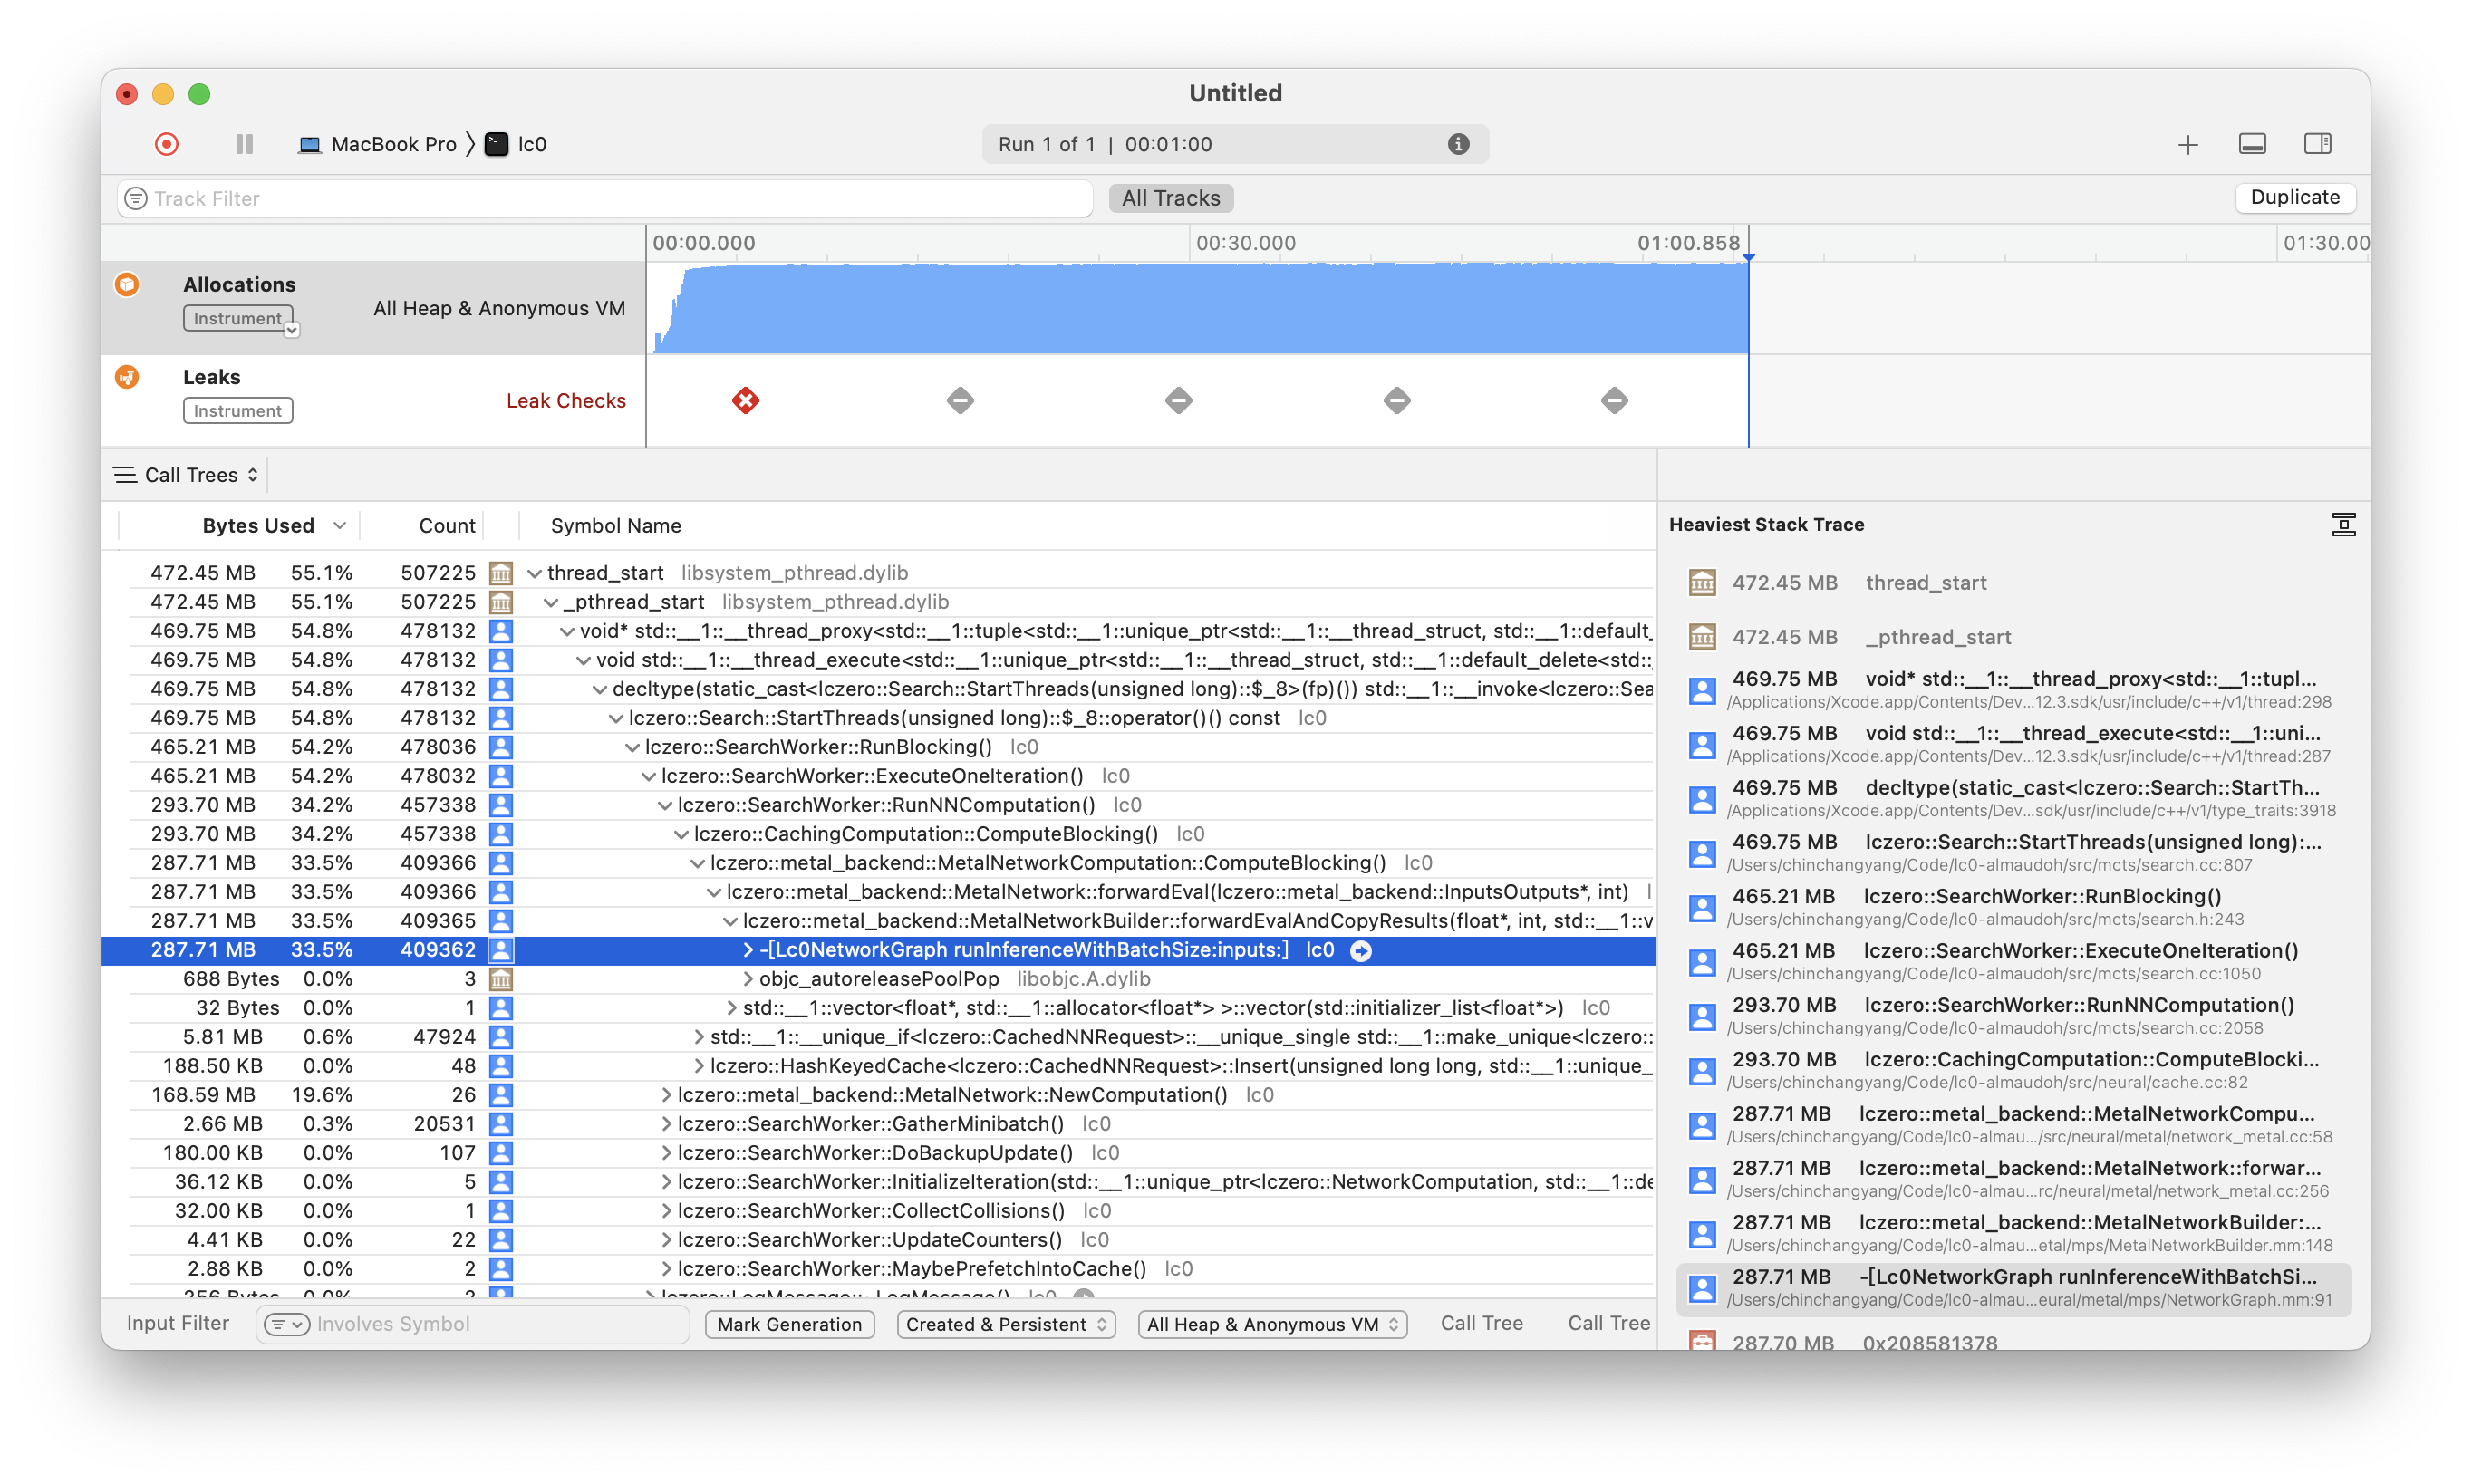 Untitled
MacBook Pro 〉 lc0
Run 1 of 1 | 00:01:00
Track Filter
All Tracks
Duplicate
00:00.000 00:30.000 01:00.858 01:30.00
Allocations
Instrument
All Heap & Anonymous VM
Leaks
Instrument
Leak Checks
Call Trees
Bytes Used Count Symbol Name
472.45 MB 55.1% 507225 thread_start libsystem_pthread.dylib
472.45 MB 55.1% 507225 _pthread_start libsystem_pthread.dylib
469.75 MB 54.8% 478132 void* std::__1::__thread_proxy<std::__1::tuple<std::__1::unique_ptr<std::__1::__thread_struct, std::__1::default_
469.75 MB 54.8% 478132 void std::__1::__thread_execute<std::__1::unique_ptr<std::__1::__thread_struct, std::__1::default_delete<std::
469.75 MB 54.8% 478132 decltype(static_cast<lczero::Search::StartThreads(unsigned long)::$_8>(fp)()) std::__1::__invoke<lczero::Sea
469.75 MB 54.8% 478132 lczero::Search::StartThreads(unsigned long)::$_8::operator()() const lc0
465.21 MB 54.2% 478036 lczero::SearchWorker::RunBlocking() lc0
465.21 MB 54.2% 478032 lczero::SearchWorker::ExecuteOneIteration() lc0
293.70 MB 34.2% 457338 lczero::SearchWorker::RunNNComputation() lc0
293.70 MB 34.2% 457338 lczero::CachingComputation::ComputeBlocking() lc0
287.71 MB 33.5% 409366 lczero::metal_backend::MetalNetworkComputation::ComputeBlocking() lc0
287.71 MB 33.5% 409366 lczero::metal_backend::MetalNetwork::forwardEval(lczero::metal_backend::InputsOutputs*, int) l
287.71 MB 33.5% 409365 lczero::metal_backend::MetalNetworkBuilder::forwardEvalAndCopyResults(float*, int, std::__1::v
287.71 MB 33.5% 409362 -[Lc0NetworkGraph runInferenceWithBatchSize:inputs:] lc0
688 Bytes 0.0% 3 objc_autoreleasePoolPop libobjc.A.dylib
32 Bytes 0.0% 1 std::__1::vector<float*, std::__1::allocator<float*> >::vector(std::initializer_list<float*>) lc0
5.81 MB 0.6% 47924 std::__1::__unique_if<lczero::CachedNNRequest>::__unique_single std::__1::make_unique<lczero::
188.50 KB 0.0% 48 lczero::HashKeyedCache<lczero::CachedNNRequest>::Insert(unsigned long long, std::__1::unique_
168.59 MB 19.6% 26 lczero::metal_backend::MetalNetwork::NewComputation() lc0
2.66 MB 0.3% 20531 lczero::SearchWorker::GatherMinibatch() lc0
180.00 KB 0.0% 107 lczero::SearchWorker::DoBackupUpdate() lc0
36.12 KB 0.0% 5 lczero::SearchWorker::InitializeIteration(std::__1::unique_ptr<lczero::NetworkComputation, std::__1::de
32.00 KB 0.0% 1 lczero::SearchWorker::CollectCollisions() lc0
4.41 KB 0.0% 22 lczero::SearchWorker::UpdateCounters() lc0
2.88 KB 0.0% 2 lczero::SearchWorker::MaybePrefetchIntoCache() lc0
256 Bytes 0.0% 2 lczero::LogMessage::~LogMessage() lc0
Input Filter Involves Symbol Mark Generation Created & Persistent All Heap & Anonymous VM Call Tree Call Tree
Heaviest Stack Trace
472.45 MB thread_start
472.45 MB _pthread_start
469.75 MB void* std::__1::__thread_proxy<std::__1::tupl...
/Applications/Xcode.app/Contents/Dev...12.3.sdk/usr/include/c++/v1/thread:298
469.75 MB void std::__1::__thread_execute<std::__1::uni...
/Applications/Xcode.app/Contents/Dev...12.3.sdk/usr/include/c++/v1/thread:287
469.75 MB decltype(static_cast<lczero::Search::StartTh...
/Applications/Xcode.app/Contents/Dev...sdk/usr/include/c++/v1/type_traits:3918
469.75 MB lczero::Search::StartThreads(unsigned long):...
/Users/chinchangyang/Code/lc0-almaudoh/src/mcts/search.cc:807
465.21 MB lczero::SearchWorker::RunBlocking()
/Users/chinchangyang/Code/lc0-almaudoh/src/mcts/search.h:243
465.21 MB lczero::SearchWorker::ExecuteOneIteration()
/Users/chinchangyang/Code/lc0-almaudoh/src/mcts/search.cc:1050
293.70 MB lczero::SearchWorker::RunNNComputation()
/Users/chinchangyang/Code/lc0-almaudoh/src/mcts/search.cc:2058
293.70 MB lczero::CachingComputation::ComputeBlocki...
/Users/chinchangyang/Code/lc0-almaudoh/src/neural/cache.cc:82
287.71 MB lczero::metal_backend::MetalNetworkCompu...
/Users/chinchangyang/Code/lc0-almau.../src/neural/metal/network_metal.cc:58
287.71 MB lczero::metal_backend::MetalNetwork::forwar...
/Users/chinchangyang/Code/lc0-almau...rc/neural/metal/network_metal.cc:256
287.71 MB lczero::metal_backend::MetalNetworkBuilder:...
/Users/chinchangyang/Code/lc0-almau...etal/mps/MetalNetworkBuilder.mm:148
287.71 MB -[Lc0NetworkGraph runInferenceWithBatchSi...
/Users/chinchangyang/Code/lc0-almau...eural/metal/mps/NetworkGraph.mm:91
287.70 MB 0x208581378